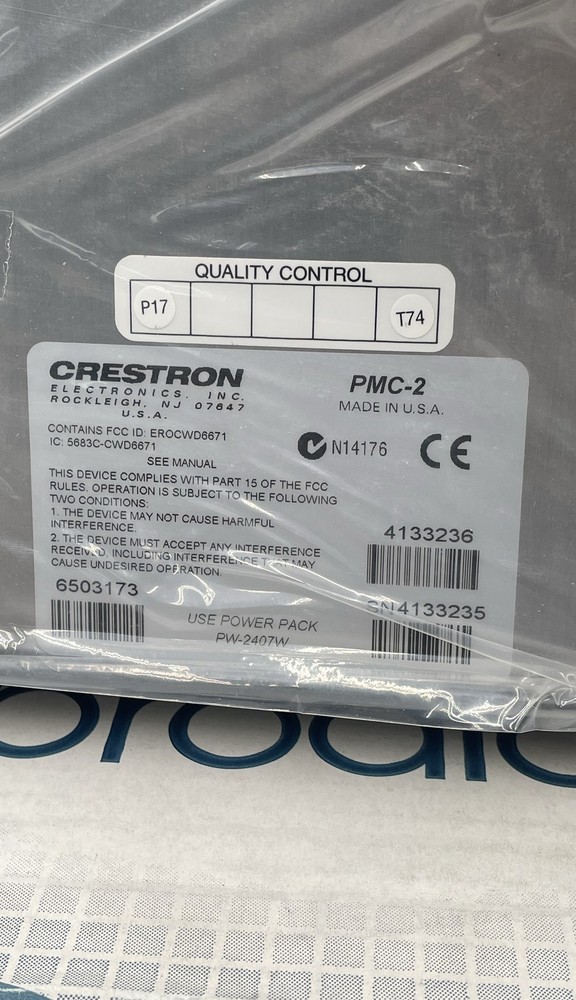 QUALITY CONTROL
P17
T74
CRESTRON
ELECTRONICS, INC.
ROCKLEIGH, NJ 07647
U.S.A.
PMC-2
MADE IN U.S.A.
CONTAINS FCC ID: EROCWD6671
IC: 5683C-CWD6671
N14176
CE
SEE MANUAL
THIS DEVICE COMPLIES WITH PART 15 OF THE FCC
RULES. OPERATION IS SUBJECT TO THE FOLLOWING
TWO CONDITIONS:
1. THE DEVICE MAY NOT CAUSE HARMFUL
INTERFERENCE.
2. THE DEVICE MUST ACCEPT ANY INTERFERENCE
RECEIVED, INCLUDING INTERFERENCE THAT MAY
CAUSE UNDESIRED OPERATION.
4133236
6503173
SN4133235
USE POWER PACK
PW-2407W